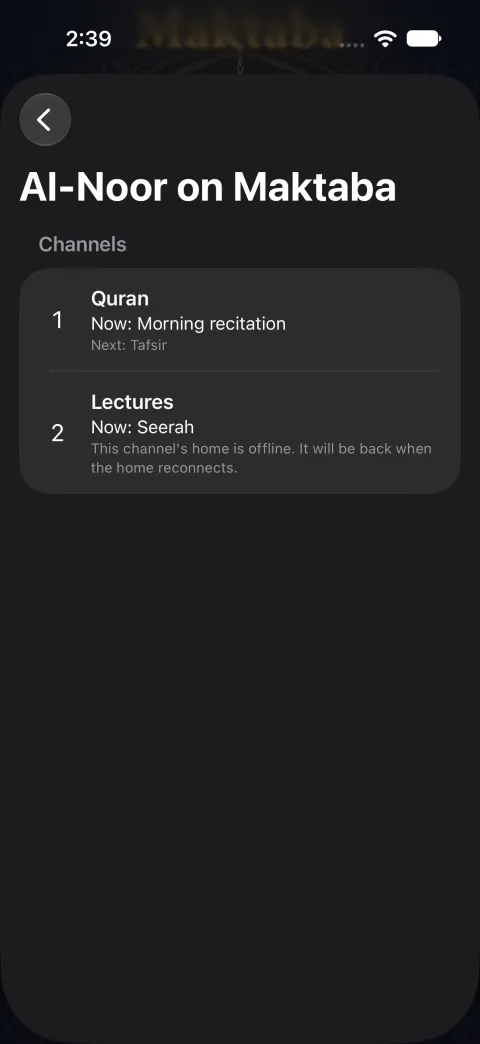 Maktaba
2:39
Al-Noor on Maktaba
Channels
1
Quran
Now: Morning recitation
Next: Tafsir
2
Lectures
Now: Seerah
This channel's home is offline. It will be back when
the home reconnects.